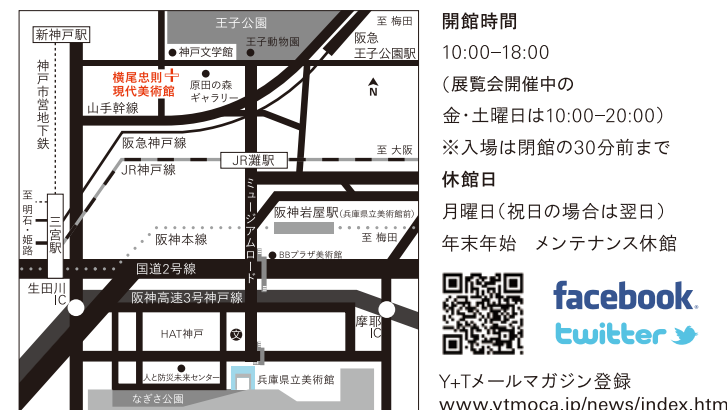 王子公園
至 梅田
新神戸駅
神戸文学館
王子動物園
阪急
王子公園駅
神戸市営地下鉄
横尾忠則
現代美術館
原田の森
ギャラリー
N
山手幹線
阪急神戸線
至 大阪
JR灘駅
JR神戸線
ミュージアムロード
至 明石・姫路
三宮駅
阪神岩屋駅(兵庫県立美術館前)
阪神本線
至 梅田
BBプラザ美術館
国道2号線
生田川
IC
阪神高速3号神戸線
摩耶
IC
HAT神戸
文
人と防災未来センター
兵庫県立美術館
なぎさ公園
開館時間
10:00–18:00
(展覧会開催中の
金・土曜日は10:00–20:00)
※入場は閉館の30分前まで
休館日
月曜日(祝日の場合は翌日)
年末年始 メンテナンス休館
facebook
twitter
Y+Tメールマガジン登録
www.ytmoca.jp/news/index.htm